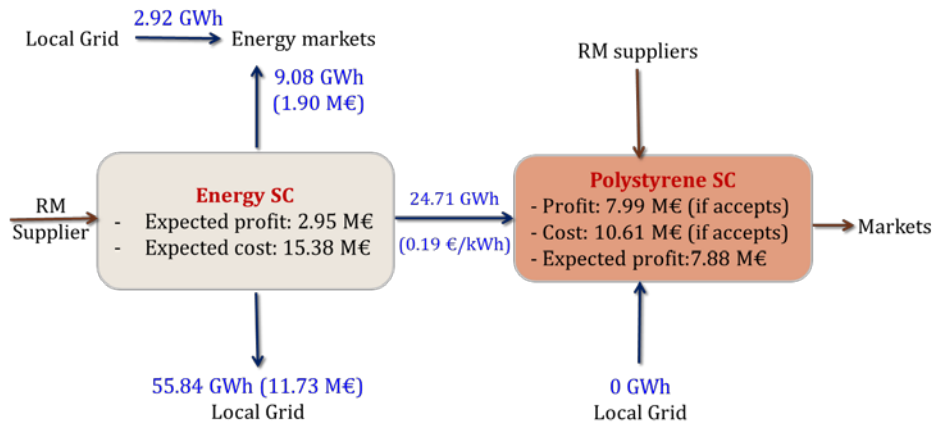 2.92 GWh
Local Grid
Energy markets
RM suppliers
9.08 GWh
(1.90 M€)
Energy SC
- Expected profit: 2.95 M€
- Expected cost: 15.38 M€
RM
Supplier
24.71 GWh
(0.19 €/kWh)
Polystyrene SC
- Profit: 7.99 M€ (if accepts)
- Cost: 10.61 M€ (if accepts)
- Expected profit:7.88 M€
Markets
55.84 GWh (11.73 M€)
Local Grid
0 GWh
Local Grid